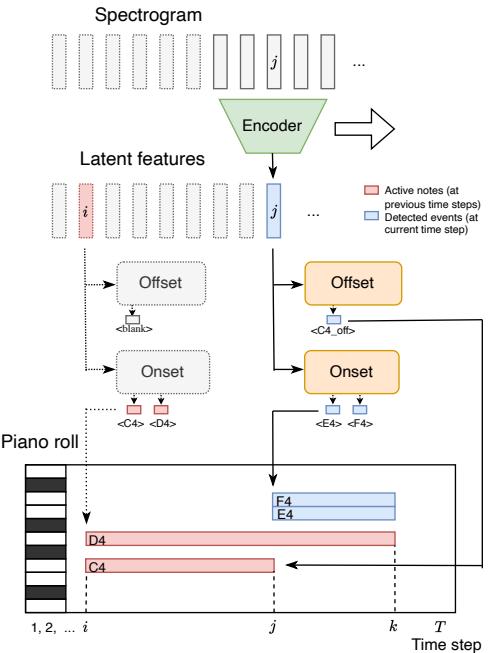 Spectrogram
j
...
Encoder
Latent features
i
j
...
Active notes (at
previous time steps)
Detected events (at
current time step)
Offset
<blank>
Offset
<C4_off>
Onset
<C4> <D4>
Onset
<E4> <F4>
Piano roll
F4
E4
D4
C4
1, 2, ... i j k T
Time step